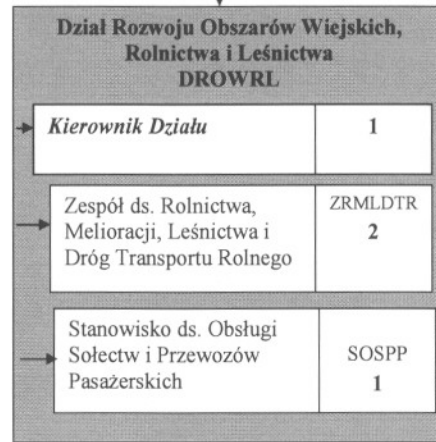 Dział Rozwoju Obszarów Wiejskich,
Rolnictwa i Leśnictwa
DROWRL
Kierownik Działu 1
Zespół ds. Rolnictwa, ZRMLDTR
Melioracji, Leśnictwa i 2
Dróg Transportu Rolnego
Stanowisko ds. Obsługi
Sołectw i Przewozów SOSPP
Pasażerskich 1